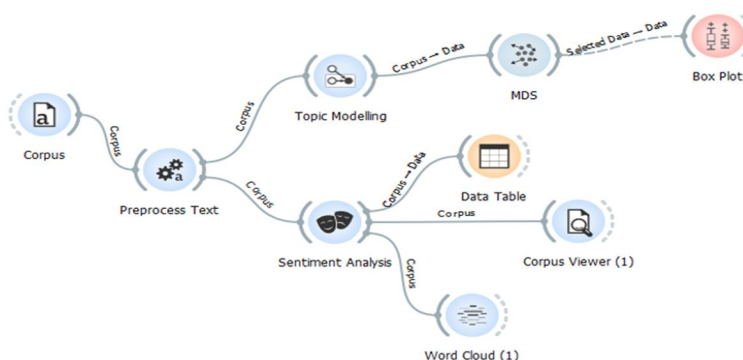 Corpus
Corpus
Preprocess Text
Corpus
Topic Modelling
Corpus → Data
MDS
Selected Data → Data
Box Plot
Corpus
Sentiment Analysis
Corpus → Data
Data Table
Corpus
Corpus Viewer (1)
Corpus
Word Cloud (1)